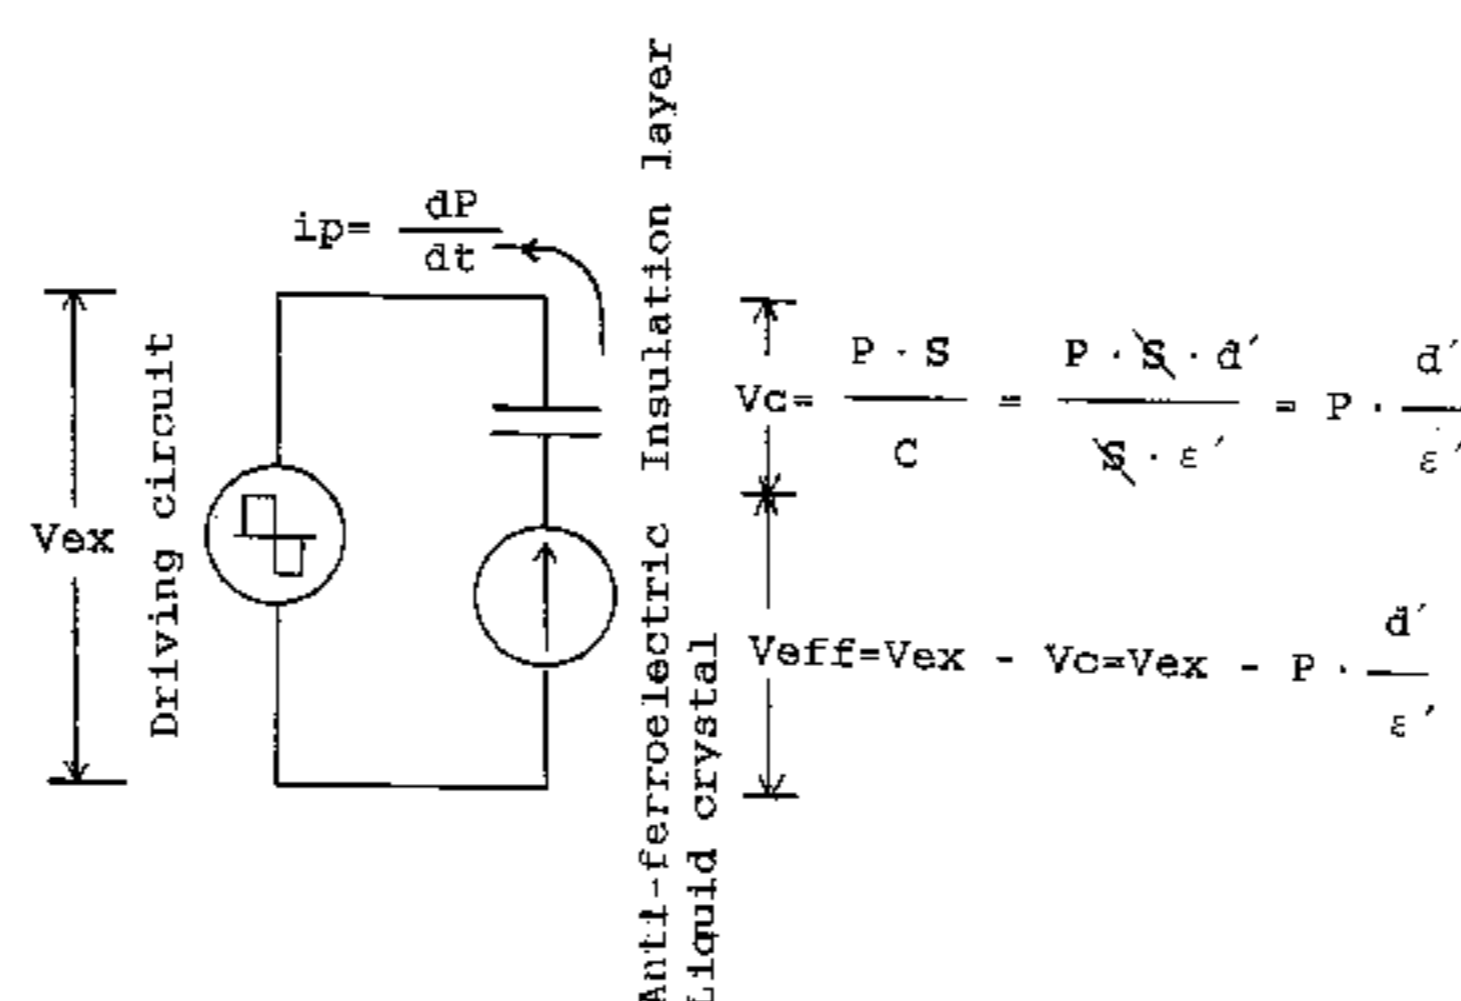 ip= dP/dt
Vex
Driving circuit
Insulation layer
Anti-ferroelectric
Liquid crystal
Vc= P · S / C = P · S · d′ / S · ε′ = P · d′ / ε′
Veff=Vex - Vc=Vex - P · d′ / ε′